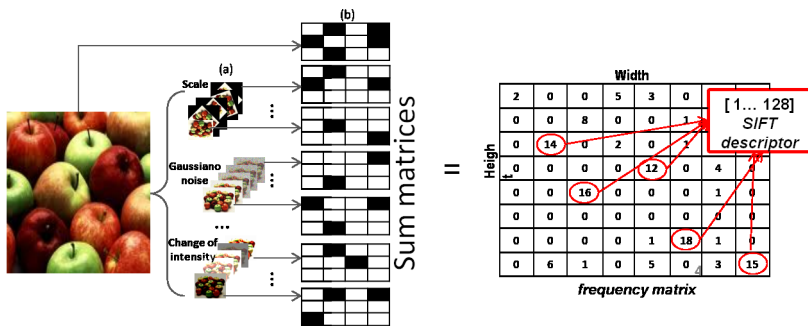 (b)
(a)
Scale
...
...
Gaussiano
noise
...
Change of
intensity
...
Sum matrices
=
Width
Heigh
t
2 0 0 5 3 0
0 0 8 0 0 1
0 14 0 2 0 1
0 0 0 0 12 0 4 0
0 0 16 0 0 0 1 0
0 0 0 0 0 0 0 0
0 0 0 0 1 18 1 0
0 6 1 0 5 0 3 15
4
[ 1... 128]
SIFT
descriptor
frequency matrix